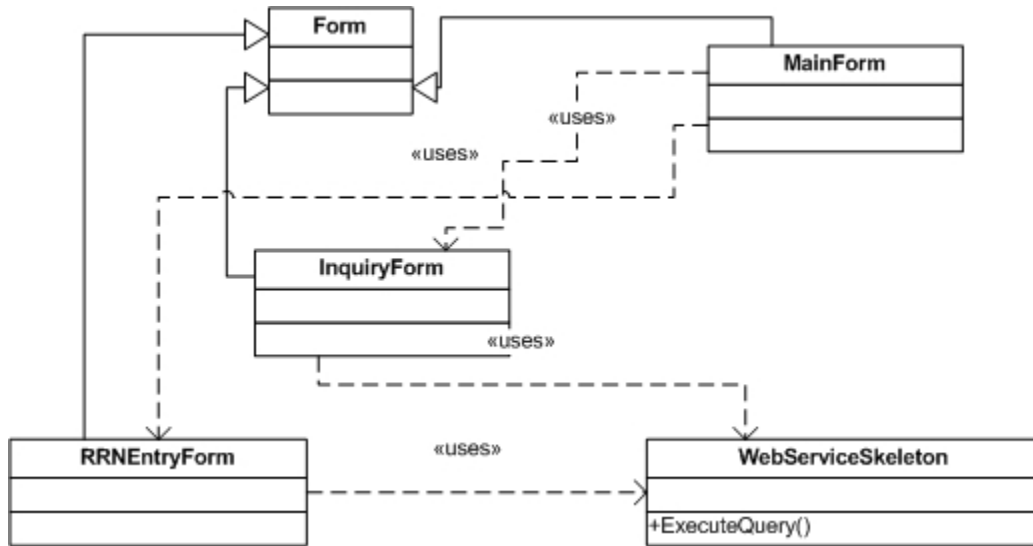 Form
MainForm
«uses»
«uses»
InquiryForm
«uses»
RRNEntryForm
«uses»
WebServiceSkeleton
+ExecuteQuery()